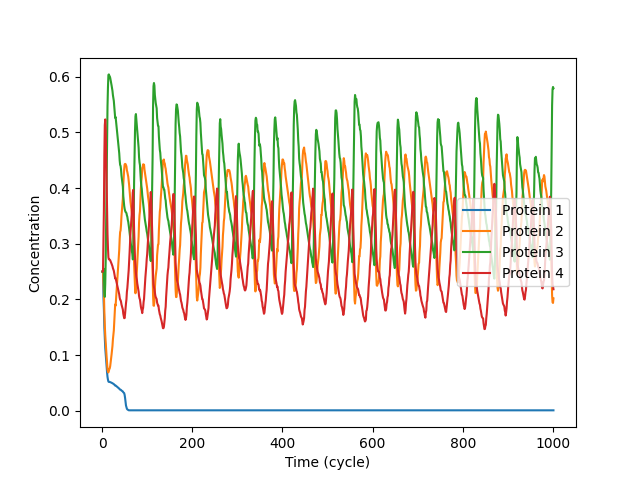 0.6
0.5
0.4
0.3
0.2
0.1
0.0
Concentration
Protein 1
Protein 2
Protein 3
Protein 4
0 200 400 600 800 1000
Time (cycle)